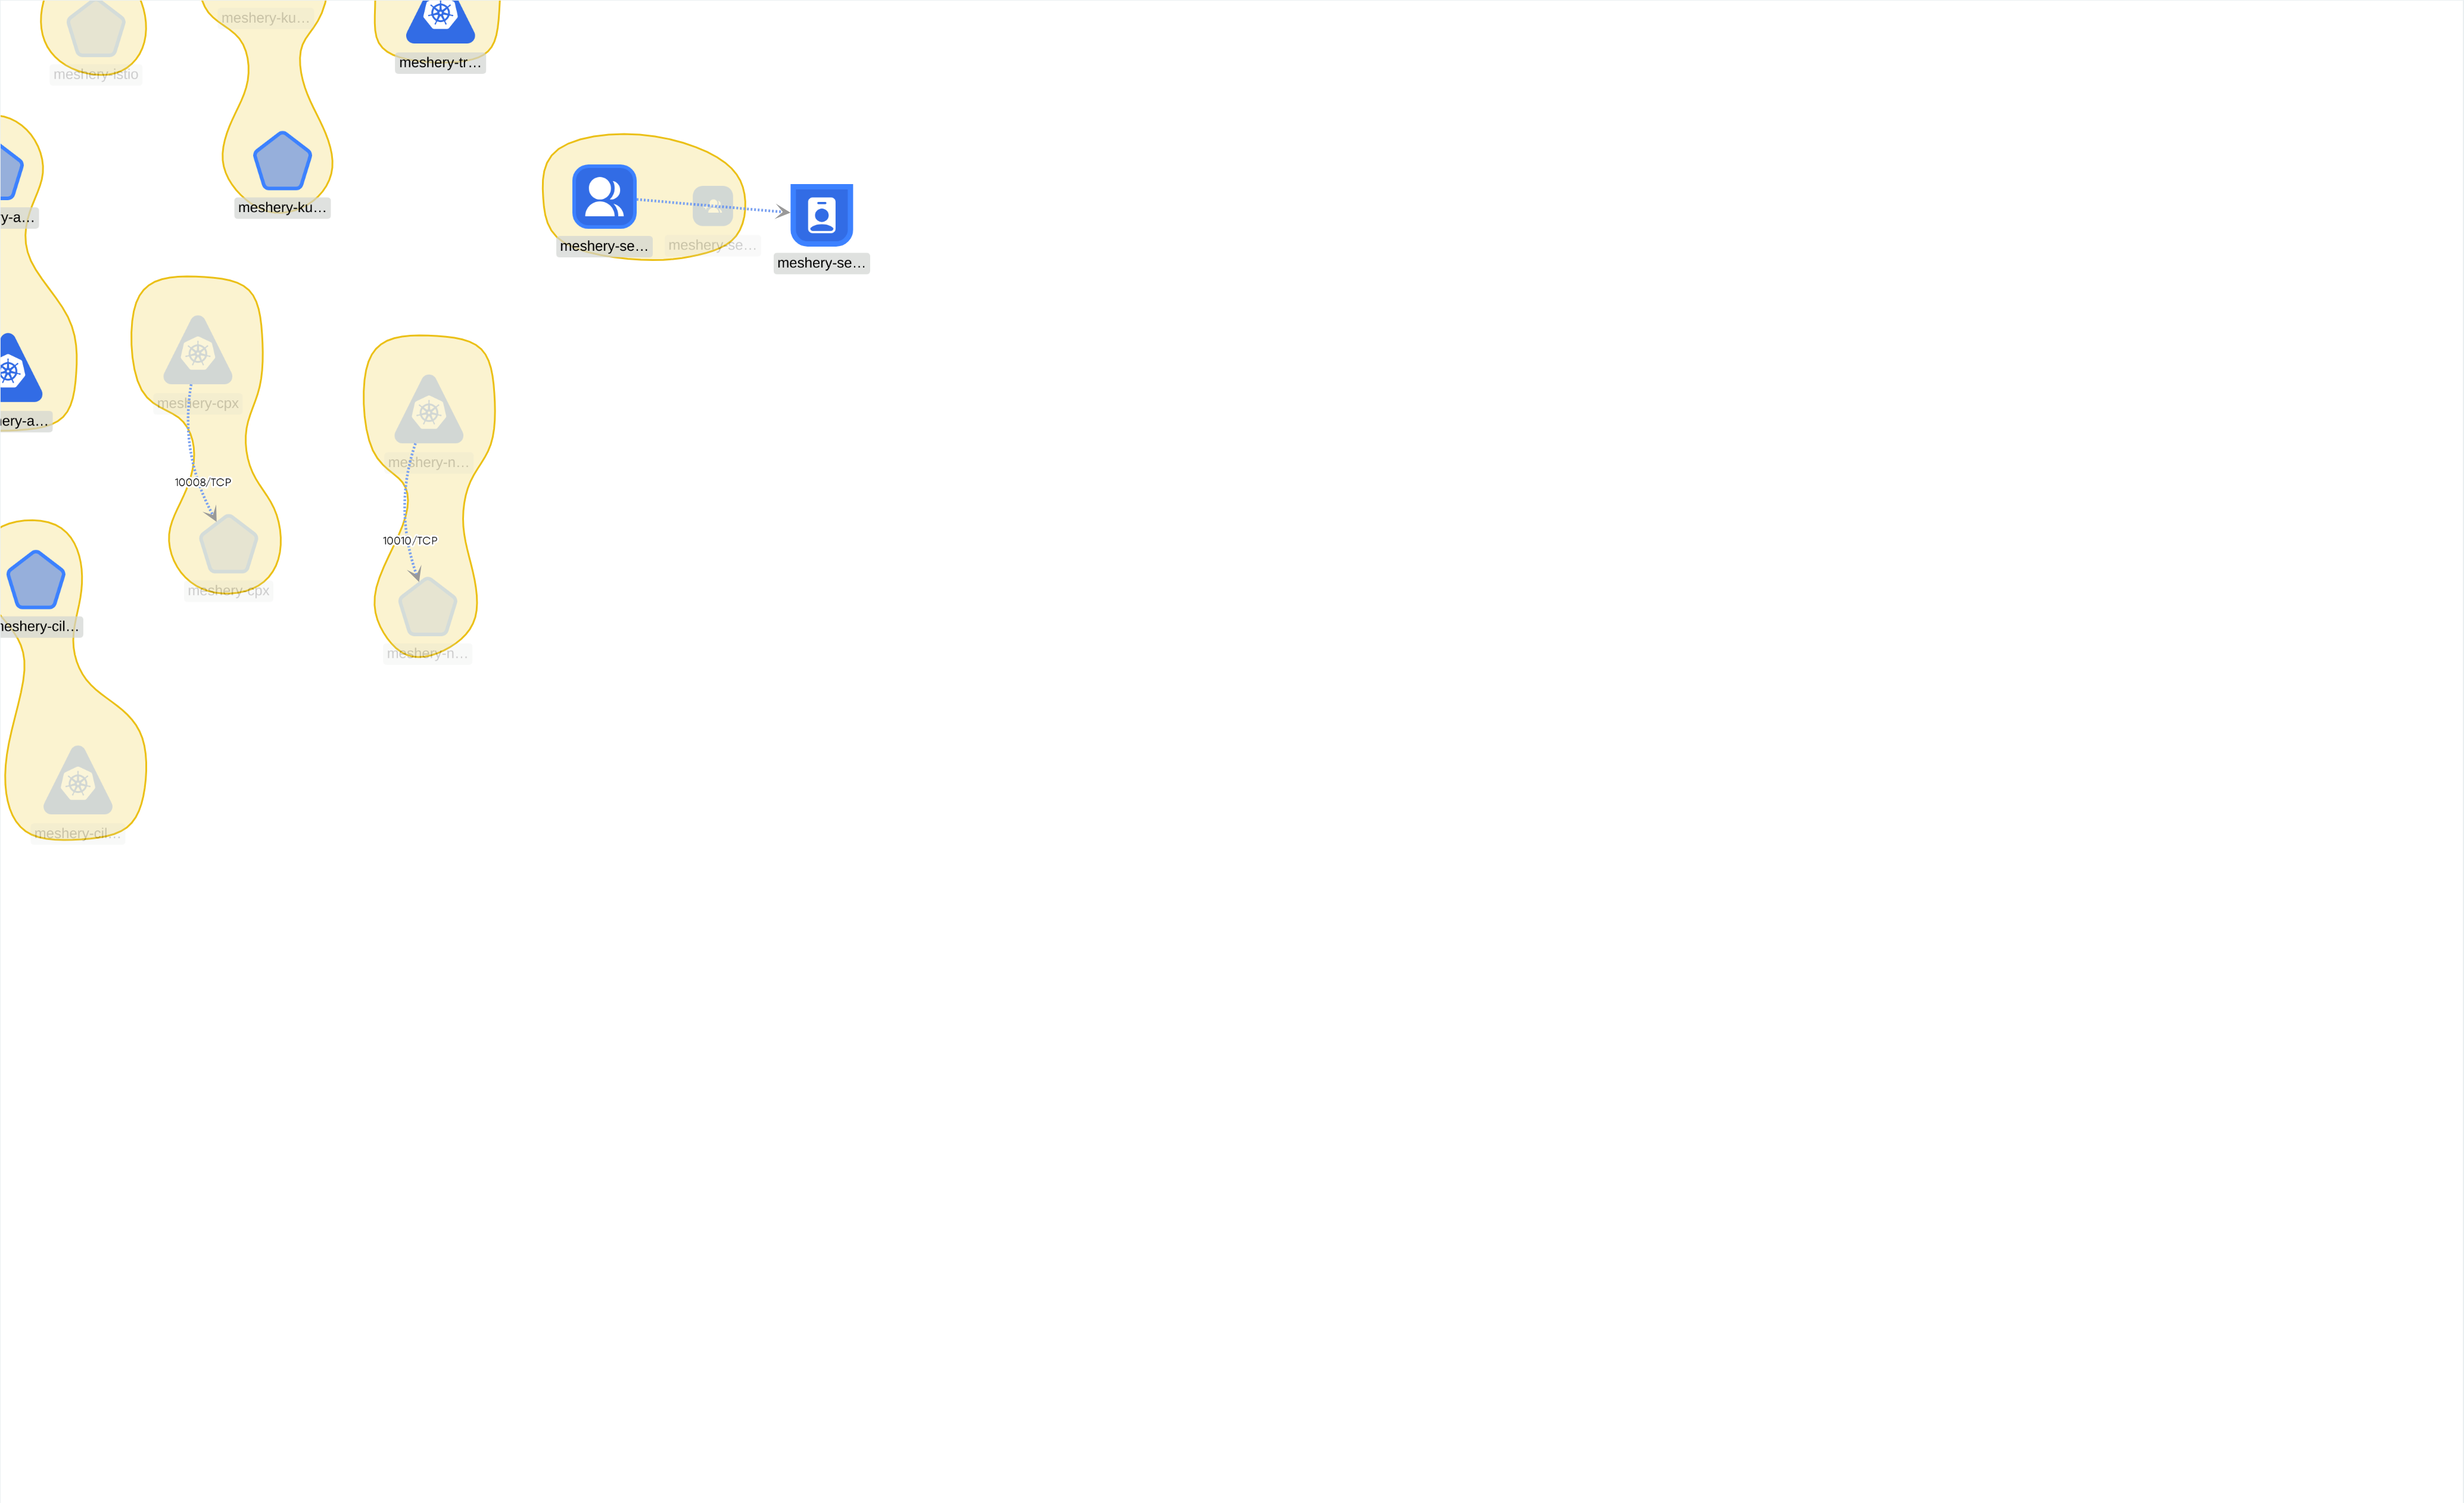 meshery-ku…
meshery-istio
meshery-tr…
meshery-ku…
y-a…
meshery-se…
meshery-se…
meshery-se…
ery-a…
meshery-cpx
meshery-n…
10008/TCP
10010/TCP
meshery-cpx
meshery-cil…
meshery-n…
meshery-cil…